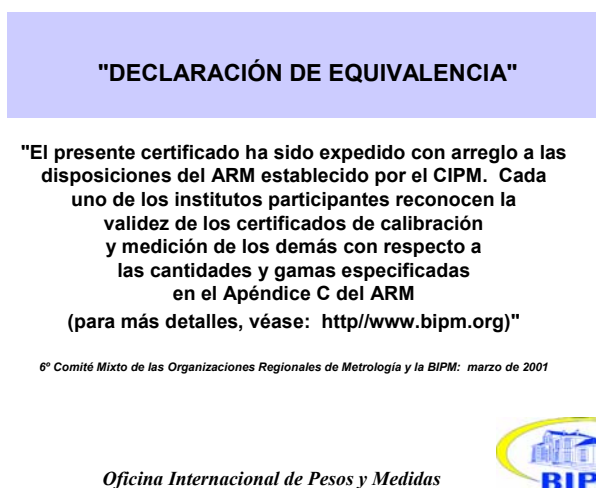 "DECLARACIÓN DE EQUIVALENCIA"
"El presente certificado ha sido expedido con arreglo a las
disposiciones del ARM establecido por el CIPM. Cada
uno de los institutos participantes reconocen la
validez de los certificados de calibración
y medición de los demás con respecto a
las cantidades y gamas especificadas
en el Apéndice C del ARM
(para más detalles, véase: http//www.bipm.org)"
6º Comité Mixto de las Organizaciones Regionales de Metrología y la BIPM: marzo de 2001
Oficina Internacional de Pesos y Medidas
BIP